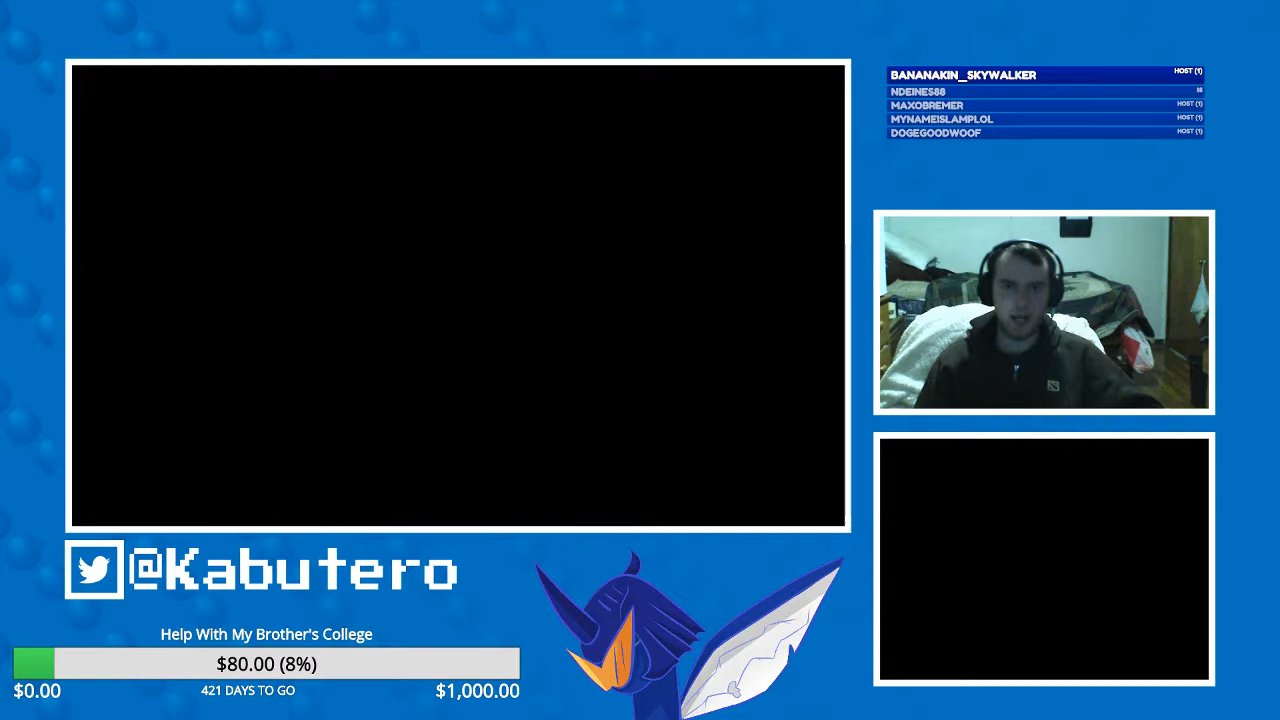 BANANAKIN_SKYWALKER HOST (1)
NDEINES88
MAXOBREMER HOST (1)
MYNAMEISLAMPLOL HOST (1)
DOGEGOODWOOF HOST (1)
@Kabutero
Help With My Brother's College
$80.00 (8%)
$0.00 421 DAYS TO GO $1,000.00